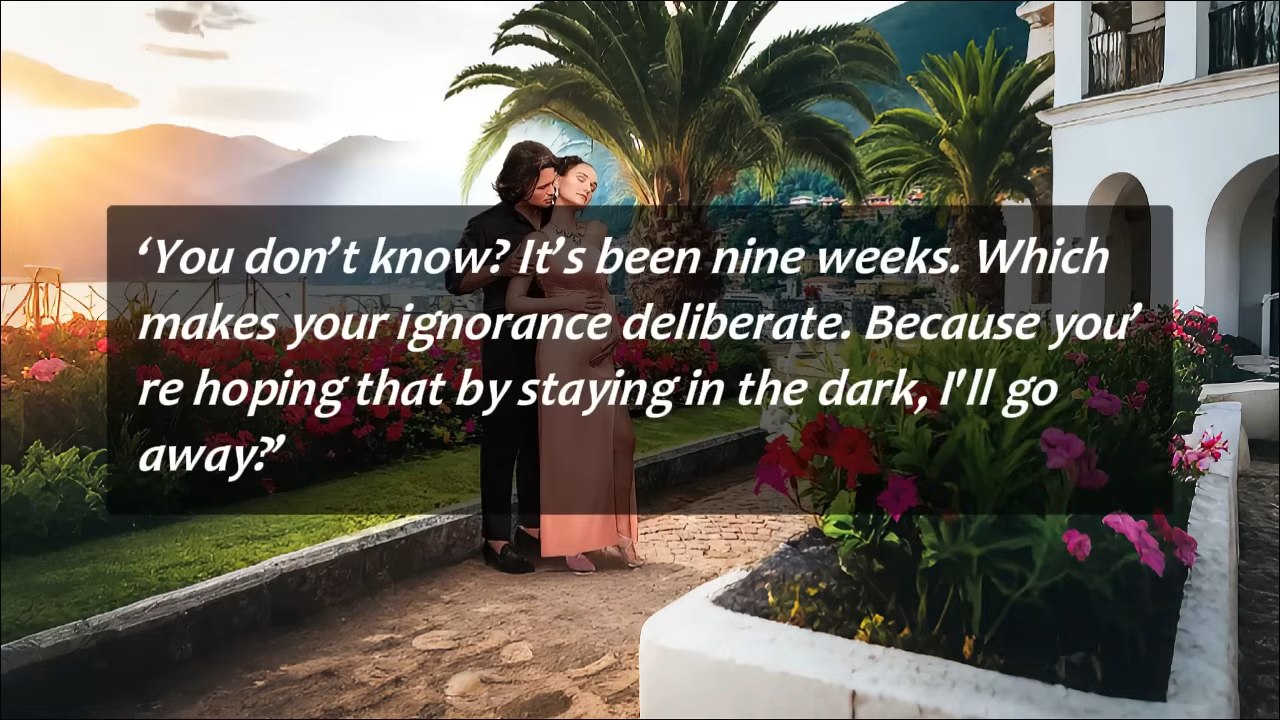 ‘You don’t know? It’s been nine weeks. Which
makes your ignorance deliberate. Because you’
re hoping that by staying in the dark, I'll go
away?’